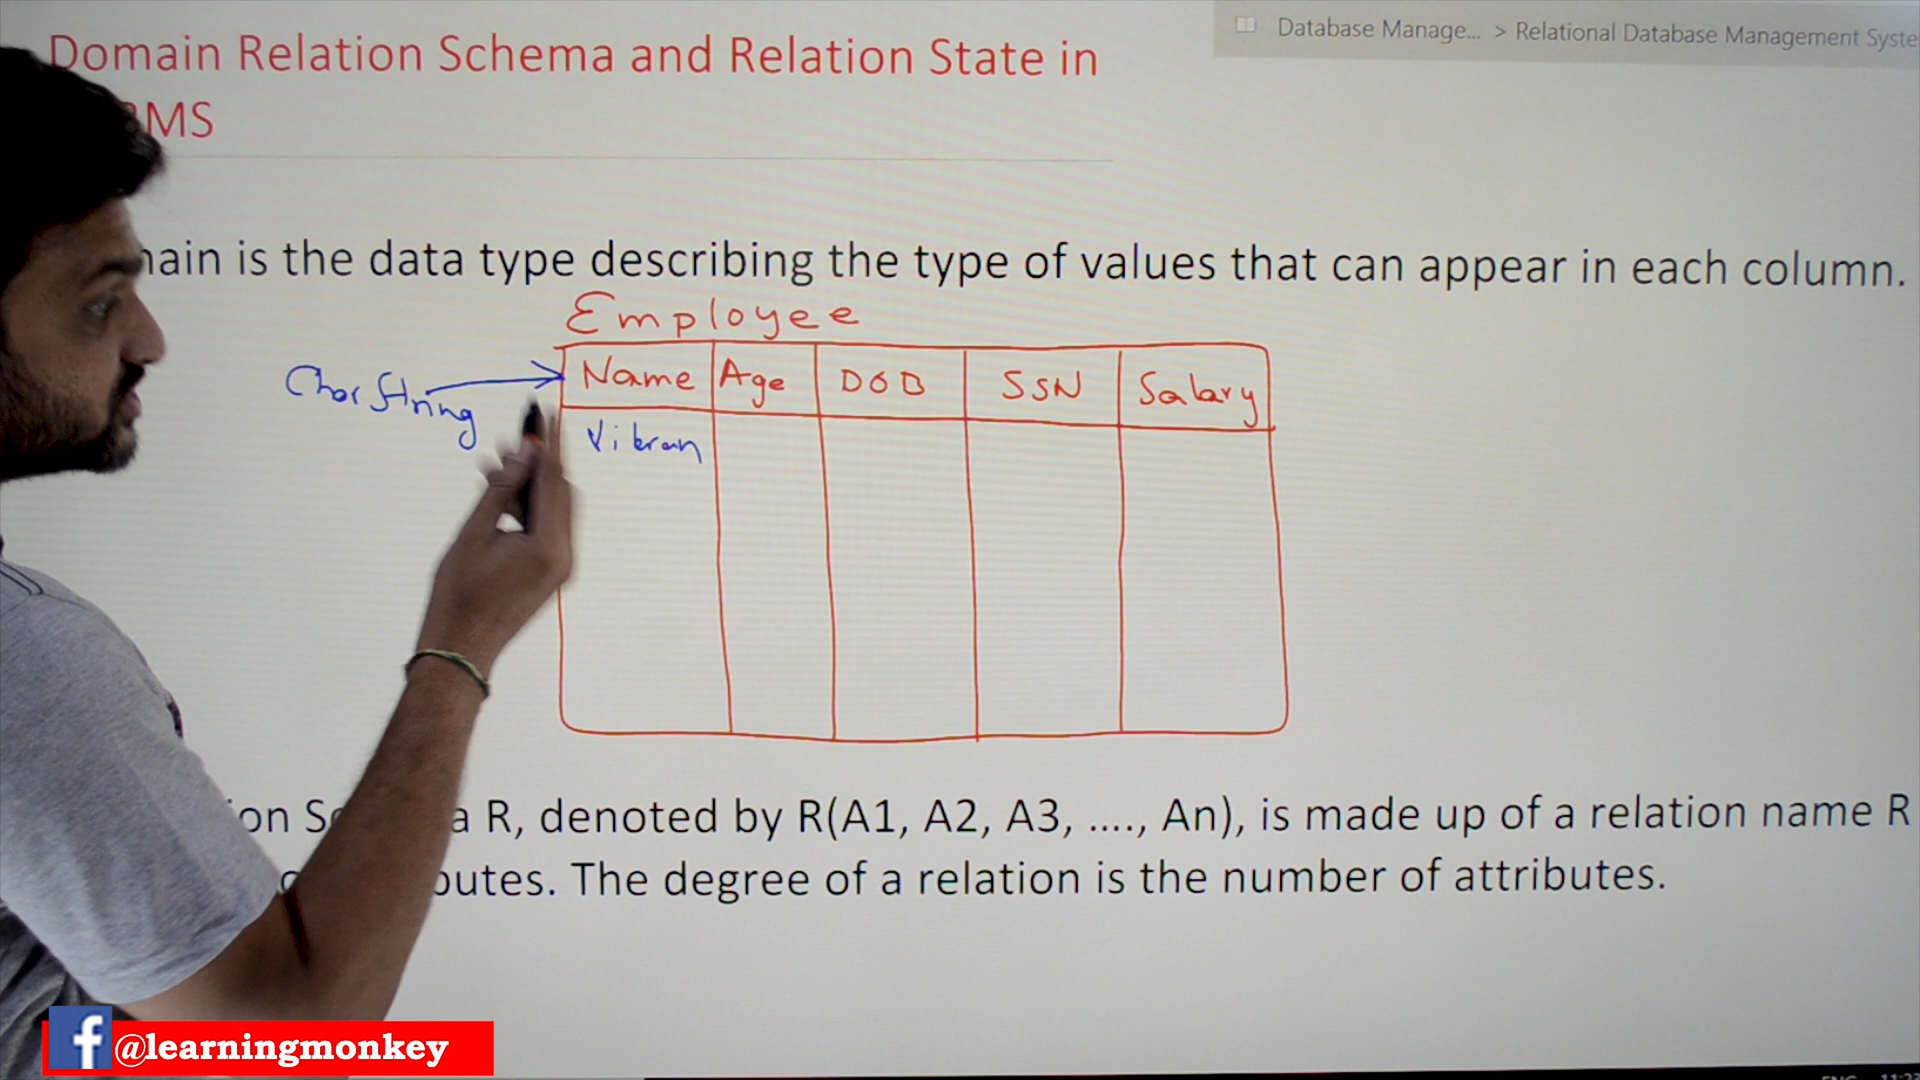 Domain Relation Schema and Relation State in
MS
Database Manage... > Relational Database Management Syste
main is the data type describing the type of values that can appear in each column.
Employee
Char String
Name Age DOB SSN Salary
on S a R, denoted by R(A1, A2, A3, ...., An), is made up of a relation name R
butes. The degree of a relation is the number of attributes.
@learningmonkey